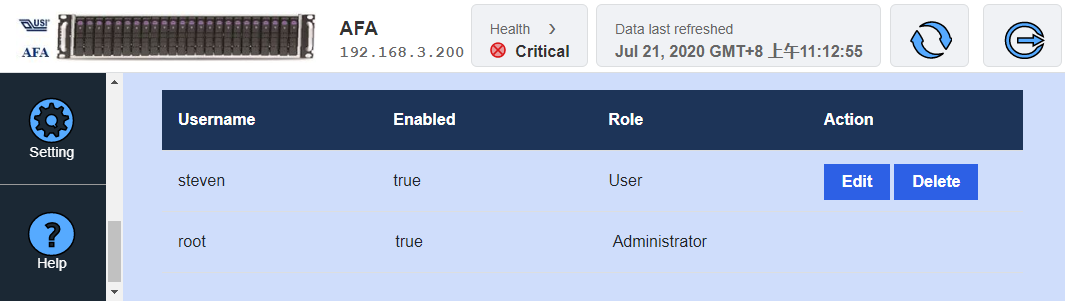 USI
AFA
AFA
192.168.3.200
Health >
Critical
Data last refreshed
Jul 21, 2020 GMT+8 上午11:12:55
Setting
Help
Username Enabled Role Action
steven true User Edit Delete
root true Administrator